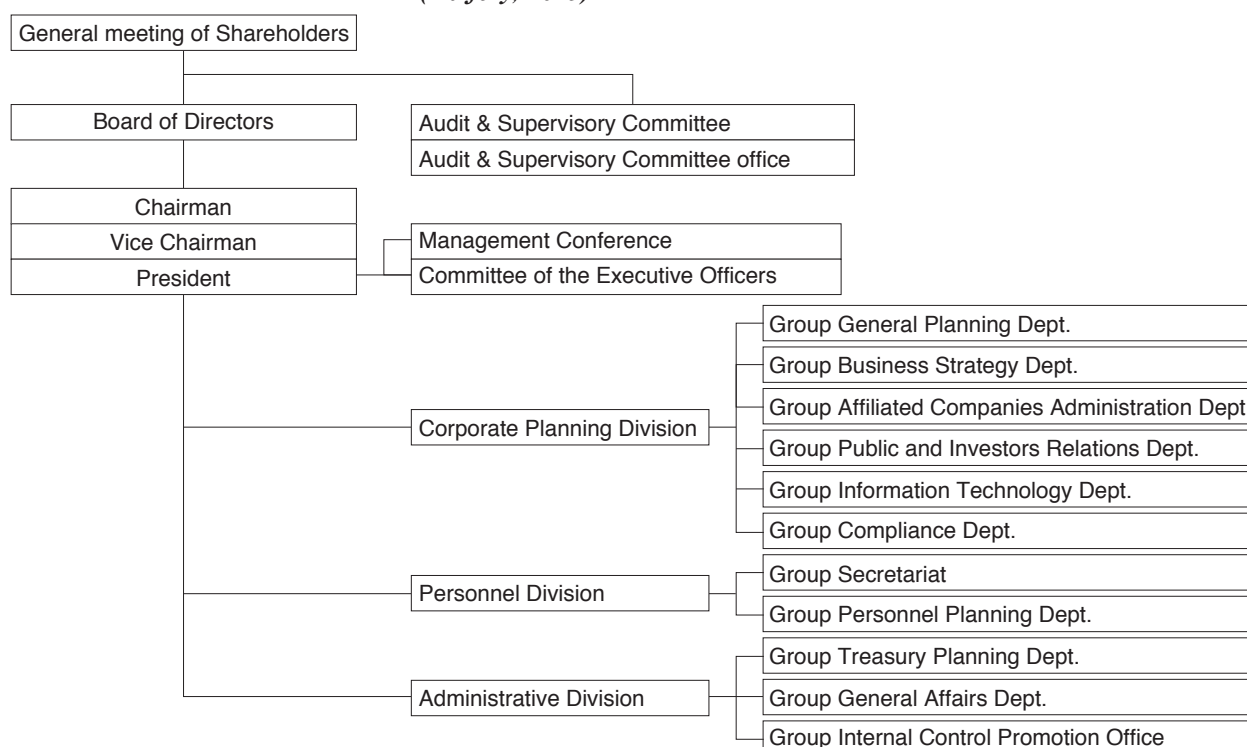 General meeting of Shareholders
Board of Directors
Audit & Supervisory Committee
Audit & Supervisory Committee office
Chairman
Vice Chairman
President
Management Conference
Committee of the Executive Officers
Corporate Planning Division
Group General Planning Dept.
Group Business Strategy Dept.
Group Affiliated Companies Administration Dept
Group Public and Investors Relations Dept.
Group Information Technology Dept.
Group Compliance Dept.
Personnel Division
Group Secretariat
Group Personnel Planning Dept.
Administrative Division
Group Treasury Planning Dept.
Group General Affairs Dept.
Group Internal Control Promotion Office